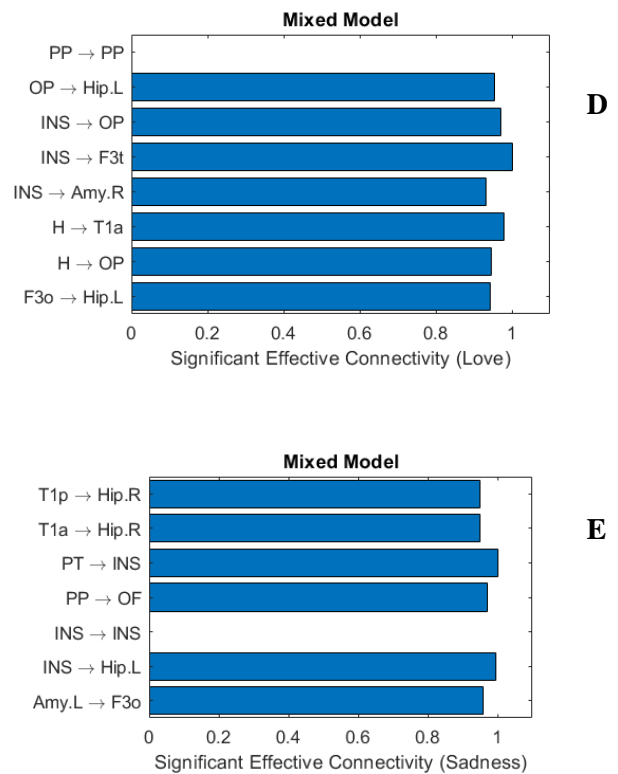 Mixed Model
PP → PP
OP → Hip.L
INS → OP
INS → F3t
INS → Amy.R
H → T1a
H → OP
F3o → Hip.L
0 0.2 0.4 0.6 0.8 1
Significant Effective Connectivity (Love)
D
Mixed Model
T1p → Hip.R
T1a → Hip.R
PT → INS
PP → OF
INS → INS
INS → Hip.L
Amy.L → F3o
0 0.2 0.4 0.6 0.8 1
Significant Effective Connectivity (Sadness)
E